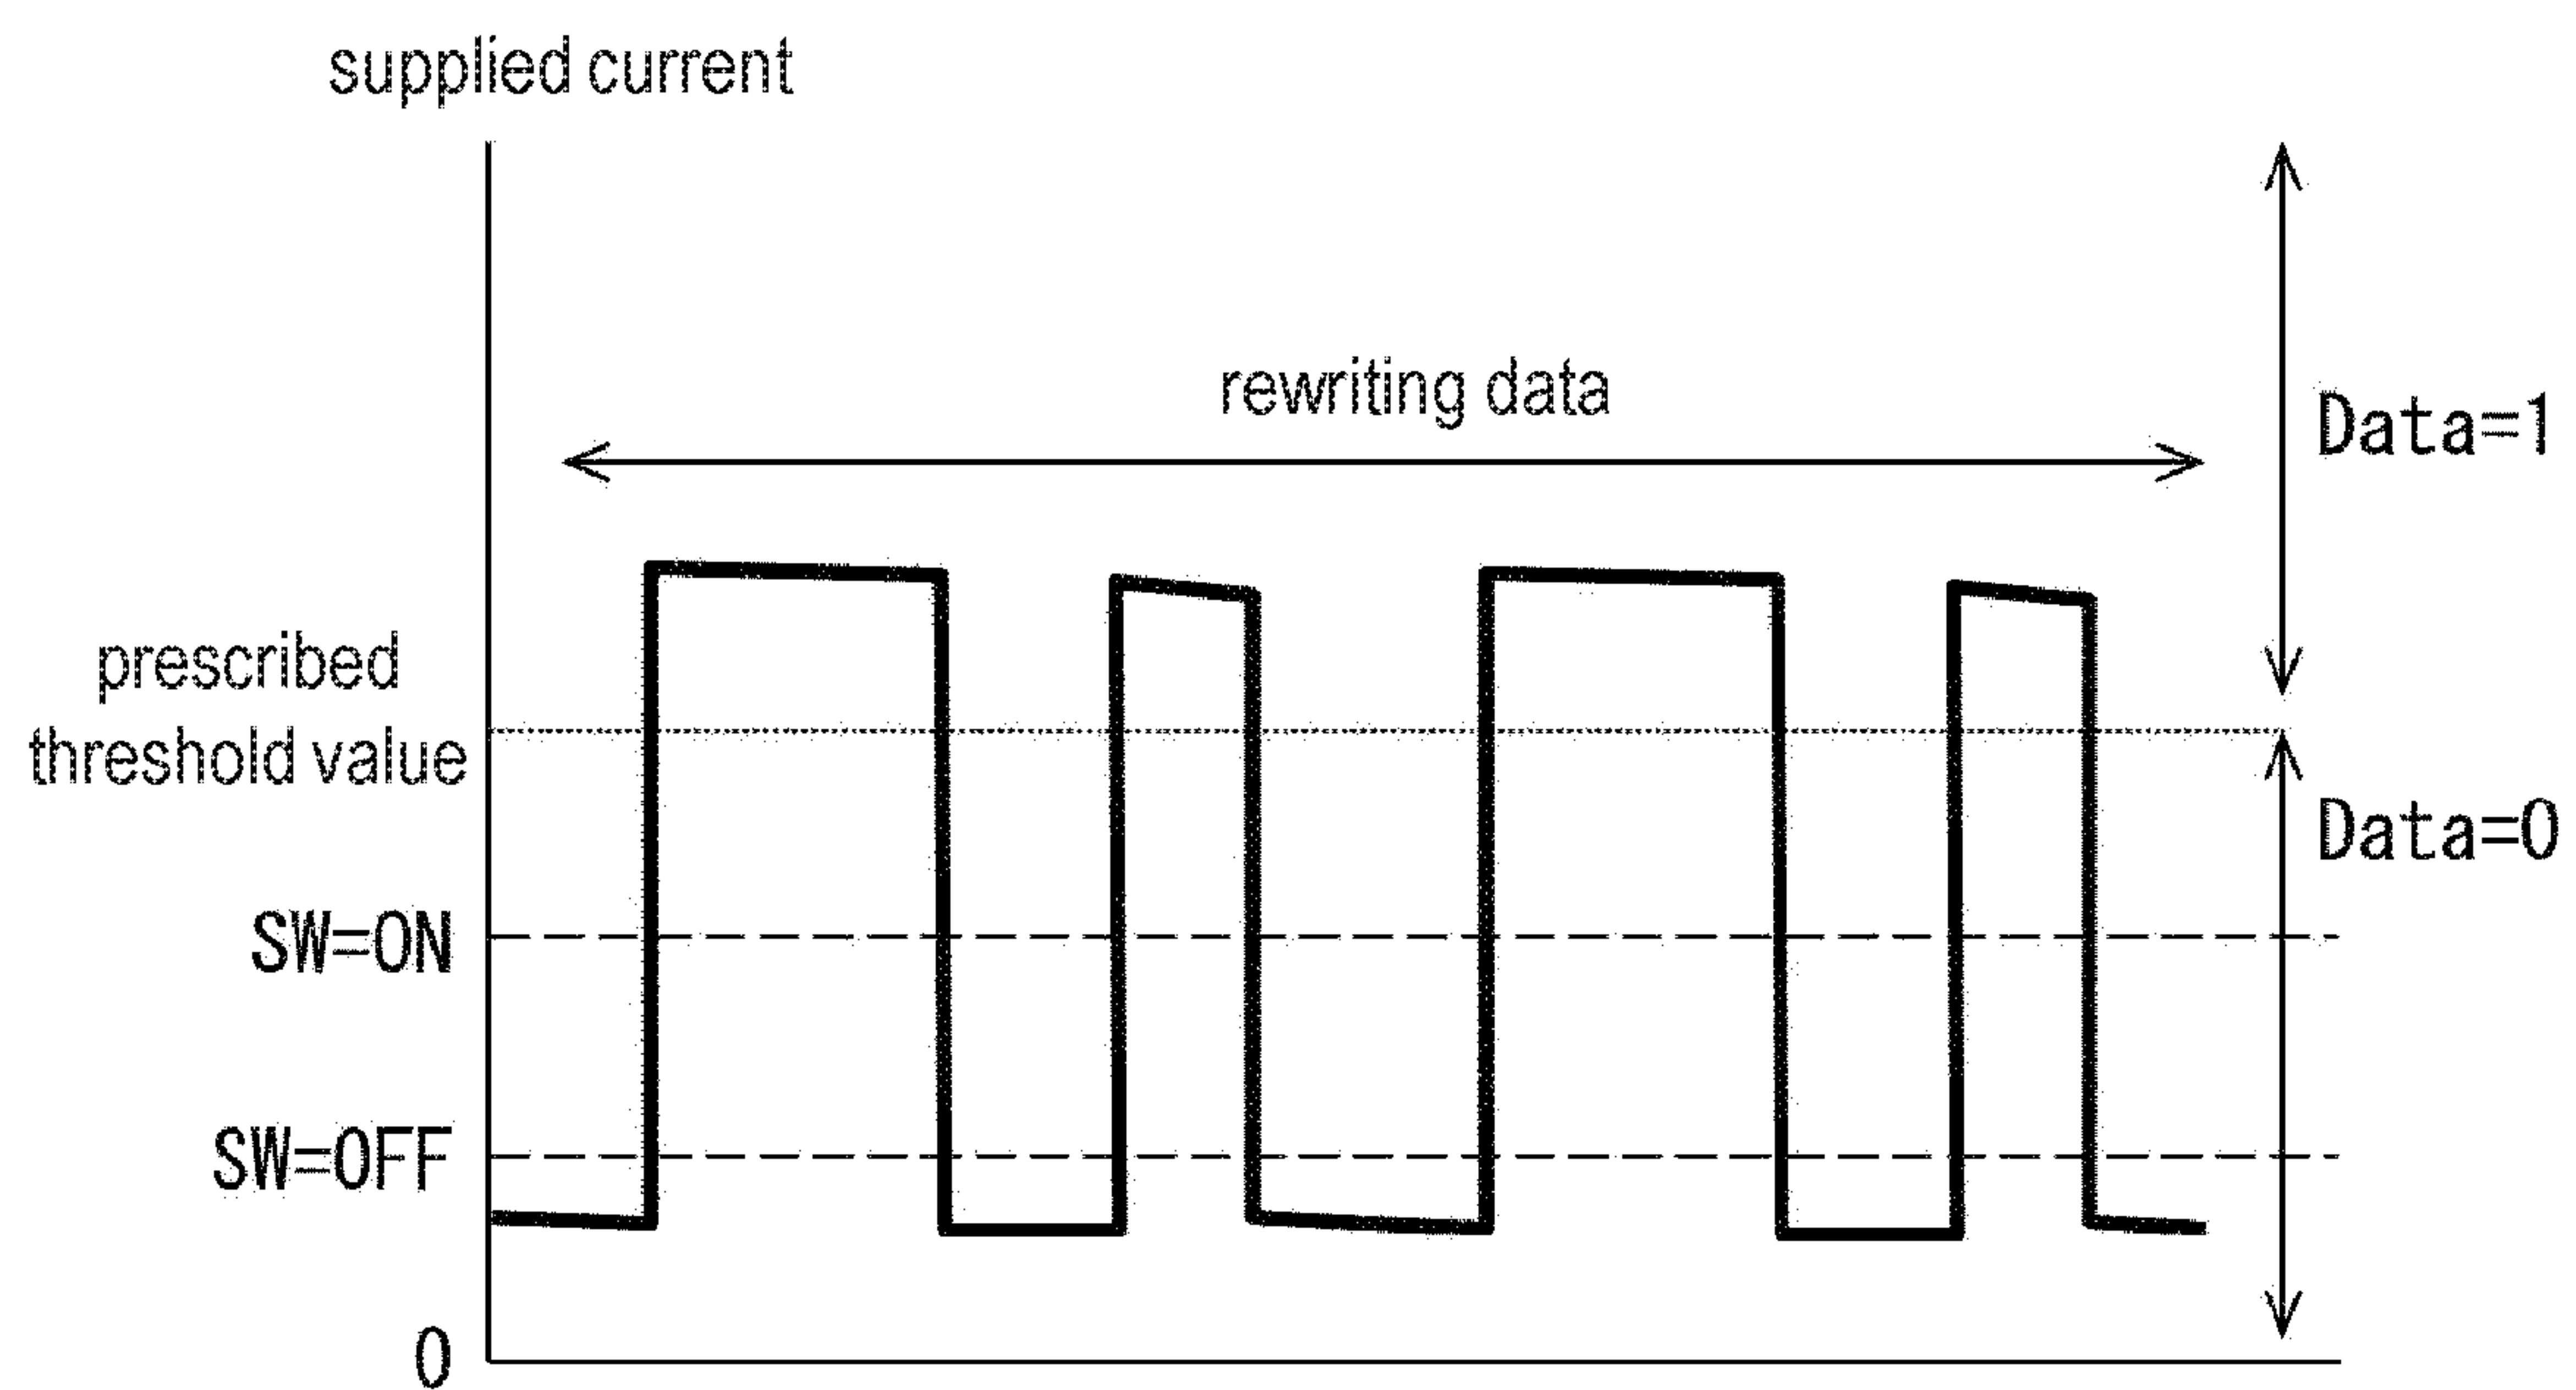 supplied current
rewriting data
Data=1
prescribed
threshold value
Data=0
SW=ON
SW=OFF
0